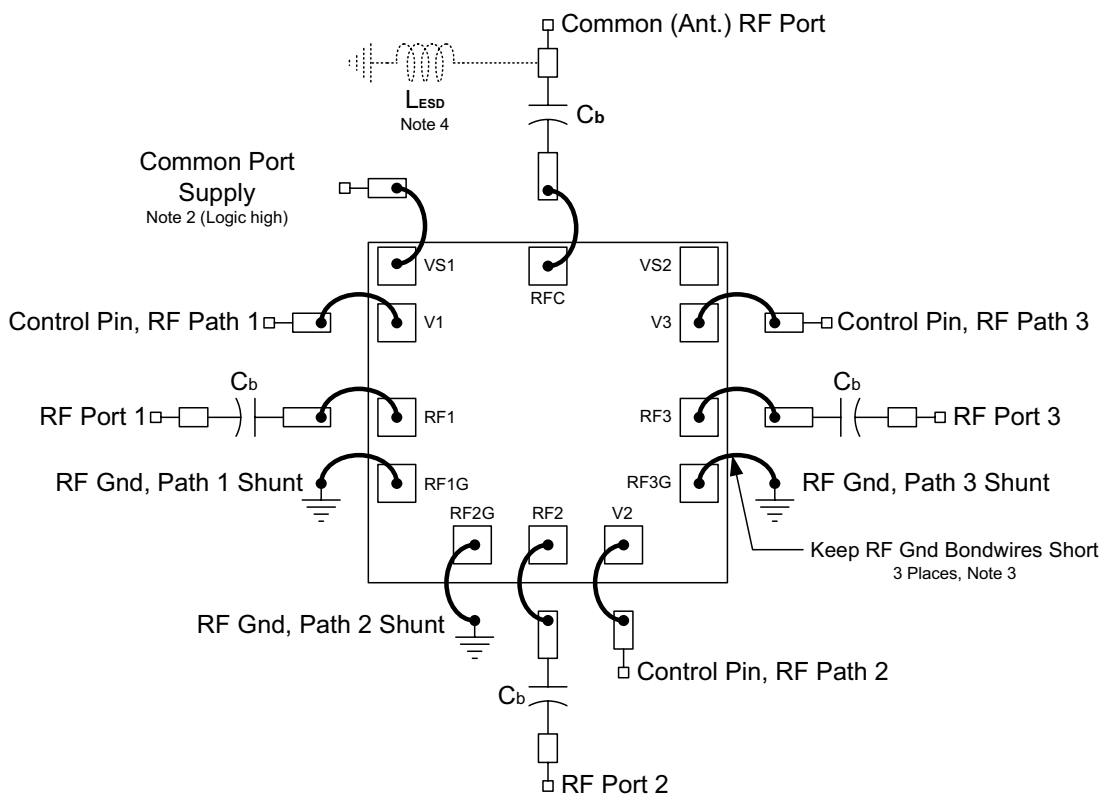 Common (Ant.) RF Port
LESD
Note 4
Cb
Common Port
Supply
Note 2 (Logic high)
VS1
RFC
VS2
Control Pin, RF Path 1
V1
V3
Control Pin, RF Path 3
Cb
Cb
RF Port 1
RF1
RF3
RF Port 3
RF Gnd, Path 1 Shunt
RF1G
RF3G
RF Gnd, Path 3 Shunt
RF2G
RF2
V2
Keep RF Gnd Bondwires Short
3 Places, Note 3
RF Gnd, Path 2 Shunt
Control Pin, RF Path 2
Cb
RF Port 2